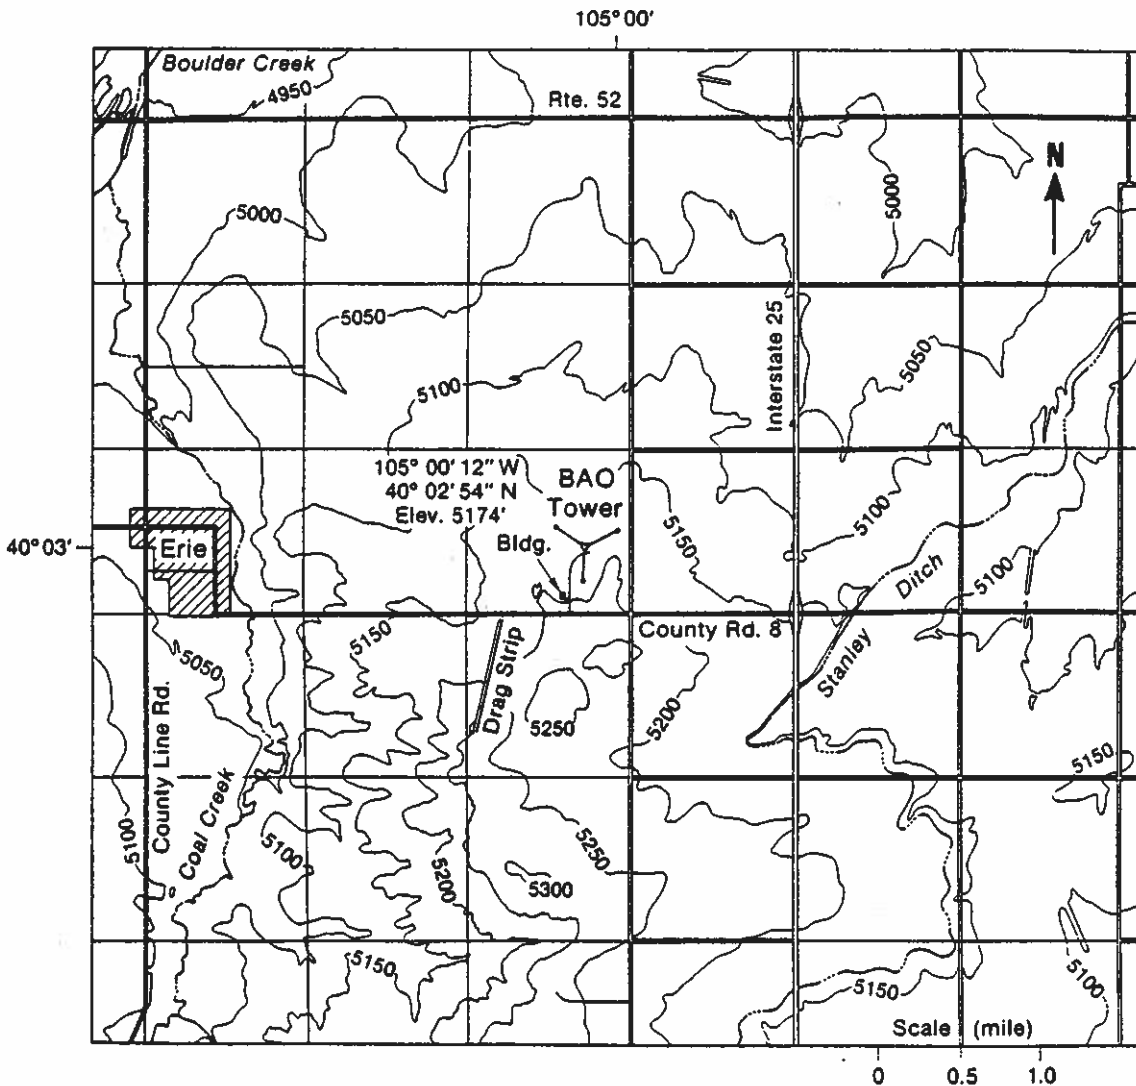 105° 00'
Boulder Creek
4950
Rte. 52
N
5000
5000
5050
Interstate 25
5050
5100
105° 00' 12" W
40° 02' 54" N
Elev. 5174'
BAO
Tower
Bldg.
5150
5100
40° 03'
Erie
Ditch
5100
County Rd. 8
5150
5050
Drag Strip
Stanley
5250
5200
5150
County Line Rd.
Coal Creek
5100
5100
5200
5250
5300
5150
5150
5100
Scale (mile)
0 0.5 1.0